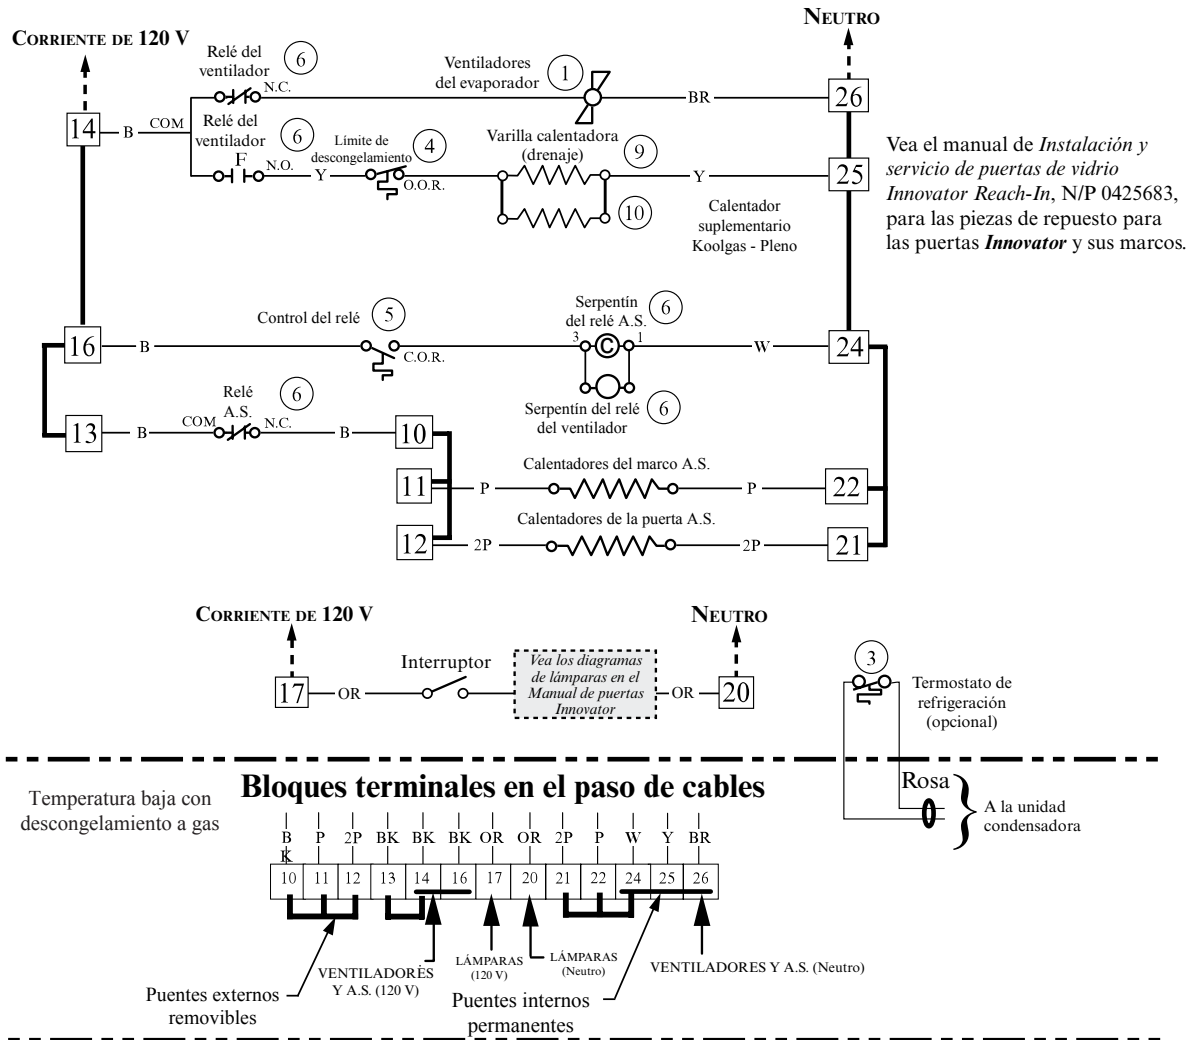 CORRIENTE DE 120 V
NEUTRO
Relé del
ventilador
6
N.C.
Ventiladores
del evaporador
1
BR
26
14
B
COM
Relé del
ventilador
F
6
N.O.
Y
Límite de
descongelamiento
4
O.O.R.
Varilla calentadora
(drenaje)
9
10
Y
25
Calentador
suplementario
Koolgas - Pleno
Vea el manual de Instalación y
servicio de puertas de vidrio
Innovator Reach-In, N/P 0425683,
para las piezas de repuesto para
las puertas Innovator y sus marcos.
16
B
Control del relé
5
C.O.R.
Serpentín
del relé A.S.
6
3
C
1
W
24
Serpentín del relé
del ventilador
6
13
B
COM
Relé
A.S.
6
N.C.
B
10
11
P
Calentadores del marco A.S.
P
22
12
2P
Calentadores de la puerta A.S.
2P
21
CORRIENTE DE 120 V
NEUTRO
17
OR
Interruptor
Vea los diagramas
de lámparas en el
Manual de puertas
Innovator
OR
20
3
Termostato de
refrigeración
(opcional)
Rosa
A la unidad
condensadora
Temperatura baja con
descongelamiento a gas
Bloques terminales en el paso de cables
B K P 2P BK BK BK OR OR 2P P W Y BR
10 11 12 13 14 16 17 20 21 22 24 25 26
Puentes externos
removibles
VENTILADORES
Y A.S. (120 V)
LÁMPARAS
(120 V)
LÁMPARAS
(Neutro)
Puentes internos
permanentes
VENTILADORES Y A.S. (Neutro)